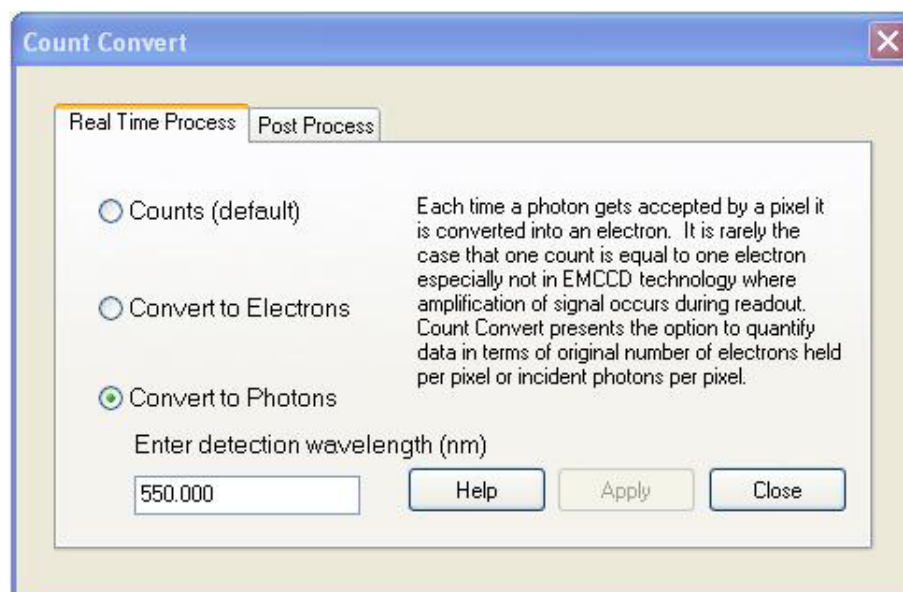 Count Convert
Real Time Process
Post Process
Counts (default)
Each time a photon gets accepted by a pixel it
is converted into an electron. It is rarely the
case that one count is equal to one electron
especially not in EMCCD technology where
amplification of signal occurs during readout.
Count Convert presents the option to quantify
data in terms of original number of electrons held
per pixel or incident photons per pixel.
Convert to Electrons
Convert to Photons
Enter detection wavelength (nm)
550.000
Help
Apply
Close